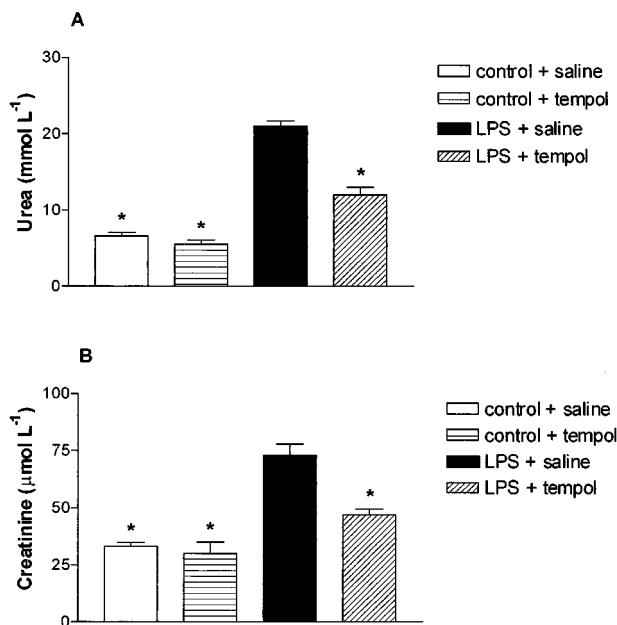 A
Urea (mmol L⁻¹)
30
20
10
0
*
*
*
control + saline
control + tempol
LPS + saline
LPS + tempol
B
Creatinine (μmol L⁻¹)
100
75
50
25
0
*
*
*
control + saline
control + tempol
LPS + saline
LPS + tempol